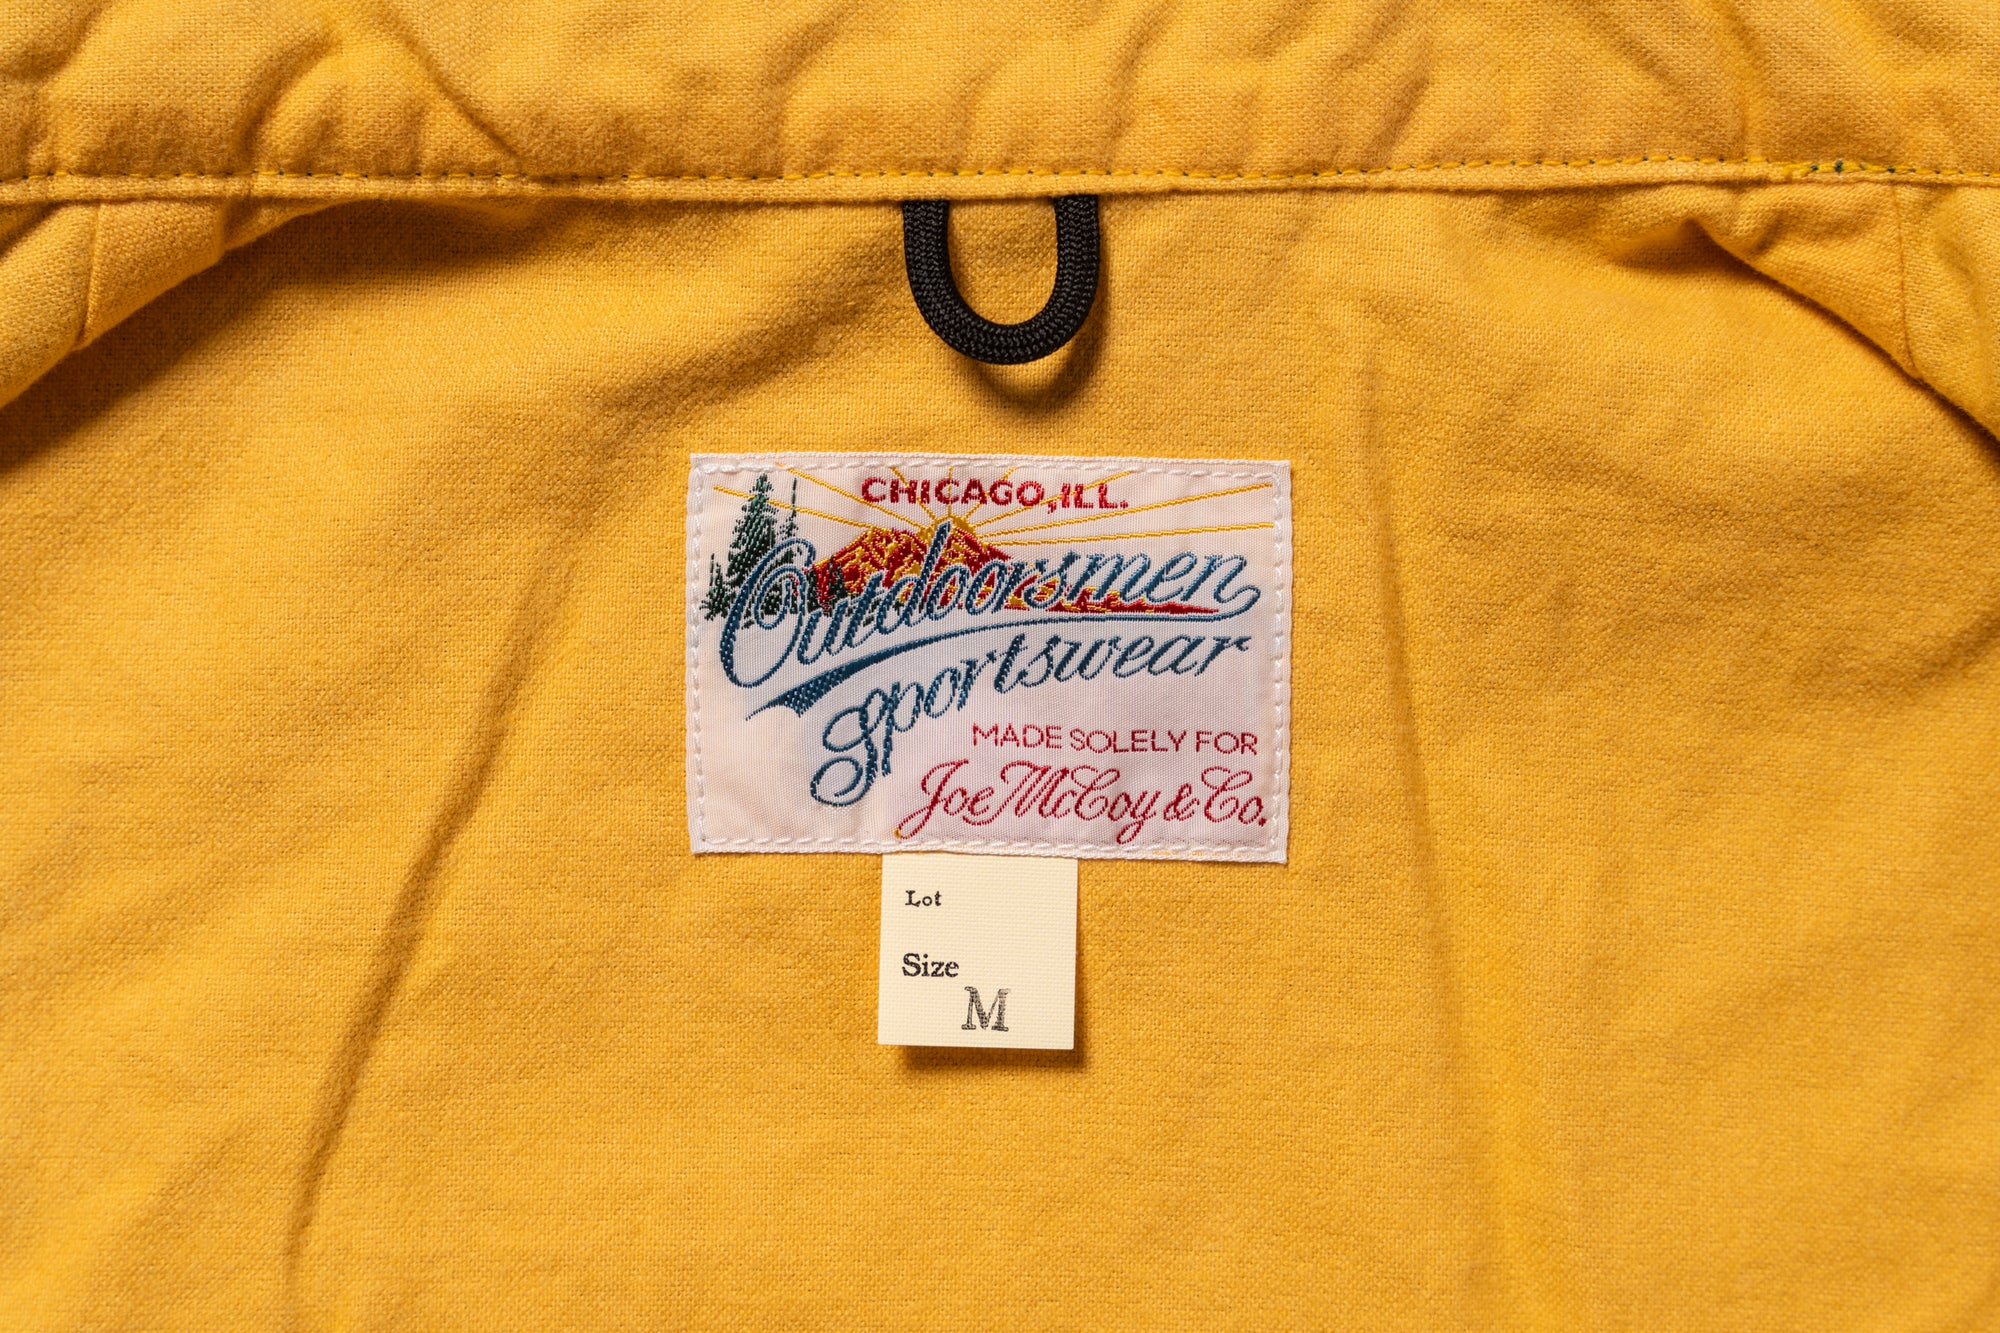 CHICAGO, ILL.
Outdoorsmen
Sportswear
MADE SOLELY FOR
Joe McCoy & Co.
Lot
Size
M